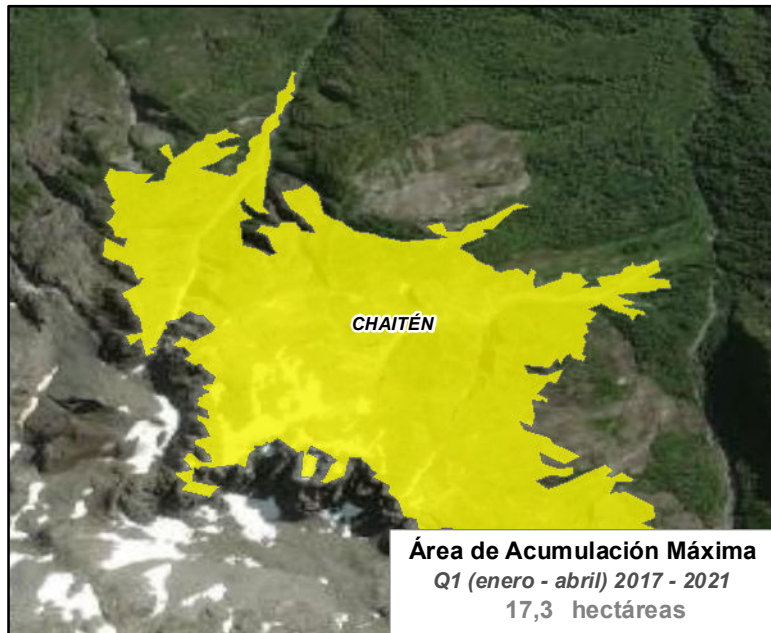 CHAITÉN
Área de Acumulación Máxima
Q1 (enero - abril) 2017 - 2021
17,3 hectáreas